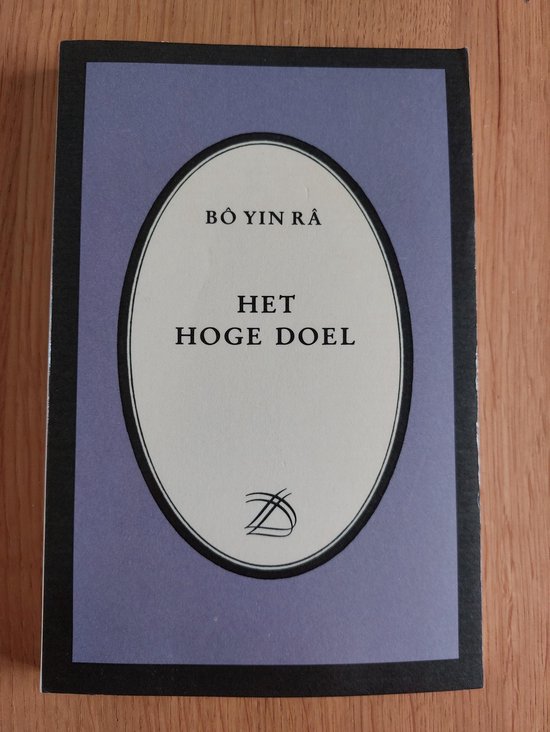 BÔ YIN RÂ
HET
HOGE DOEL